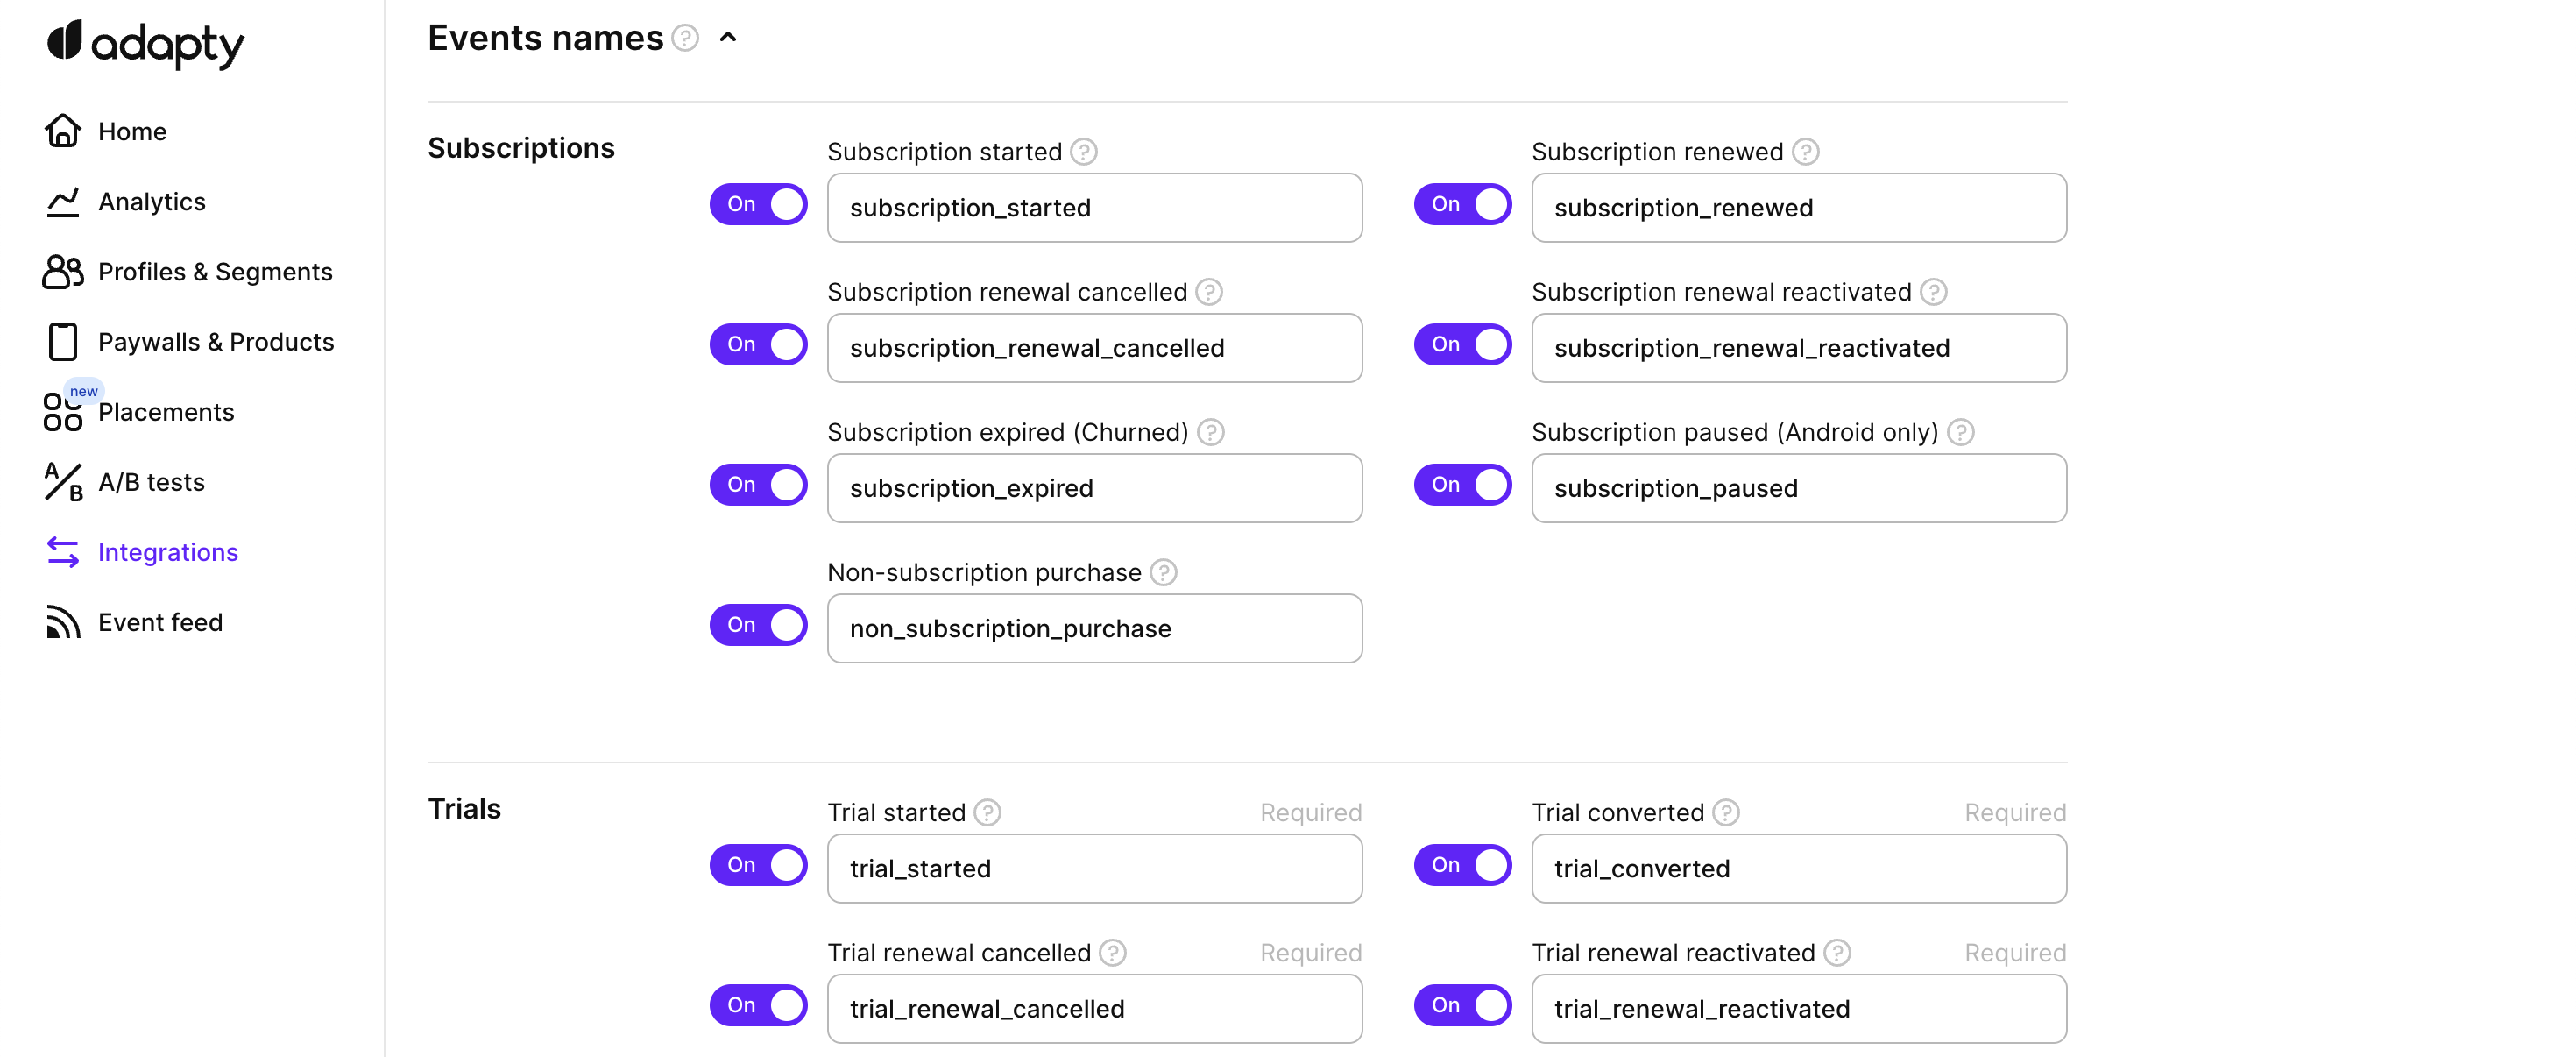 adapty
Home
Analytics
Profiles & Segments
Paywalls & Products
new
Placements
A/B tests
Integrations
Event feed
Events names
Subscriptions
Subscription started
On
subscription_started
Subscription renewed
On
subscription_renewed
Subscription renewal cancelled
On
subscription_renewal_cancelled
Subscription renewal reactivated
On
subscription_renewal_reactivated
Subscription expired (Churned)
On
subscription_expired
Subscription paused (Android only)
On
subscription_paused
Non-subscription purchase
On
non_subscription_purchase
Trials
Trial started Required
On
trial_started
Trial converted Required
On
trial_converted
Trial renewal cancelled Required
On
trial_renewal_cancelled
Trial renewal reactivated Required
On
trial_renewal_reactivated